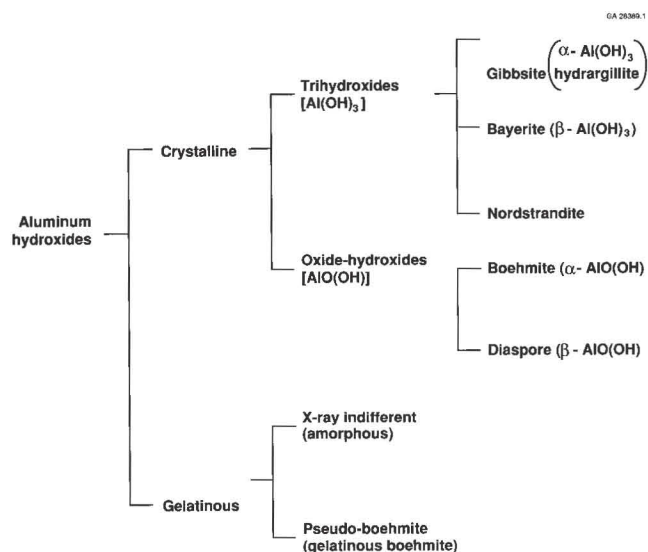 GA 28389.1
α- Al(OH)₃
Gibbsite (hydrargillite)
Trihydroxides
[Al(OH)₃]
Bayerite (β- Al(OH)₃)
Crystalline
Nordstrandite
Aluminum
hydroxides
Oxide-hydroxides
[AlO(OH)]
Boehmite (α- AlO(OH)
Diaspore (β- AlO(OH)
X-ray indifferent
(amorphous)
Gelatinous
Pseudo-boehmite
(gelatinous boehmite)